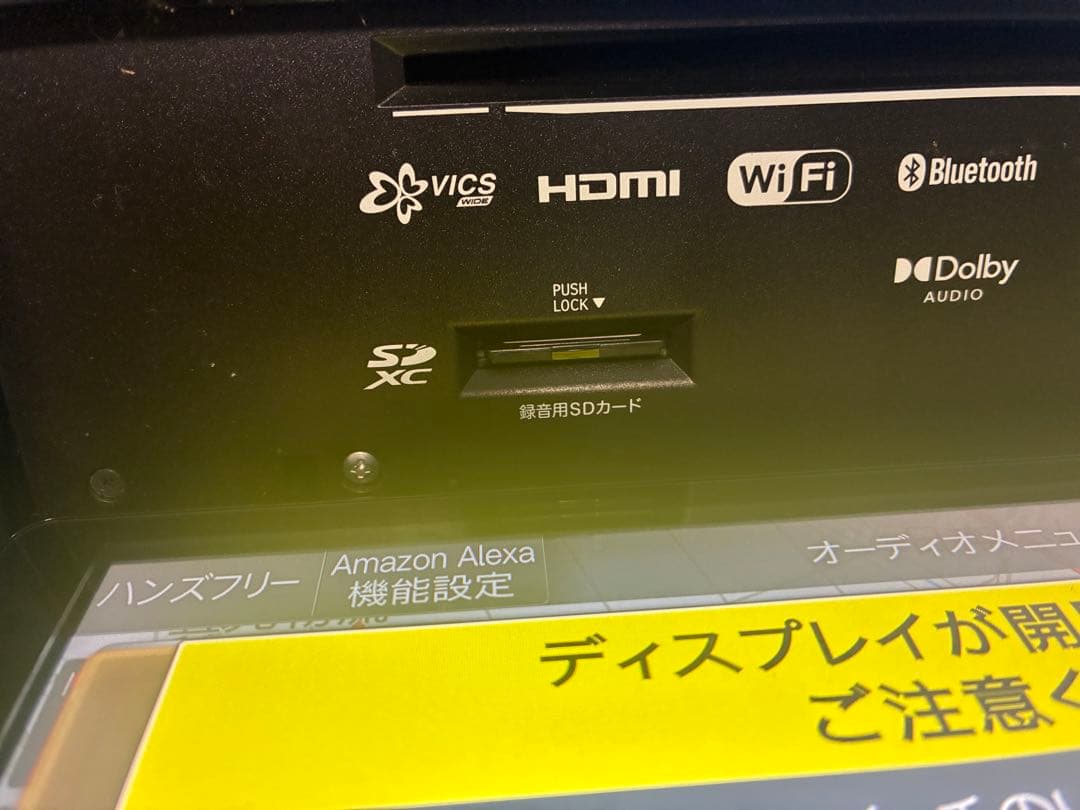 VICS
WIDE
HDMI
Wi Fi
Bluetooth
Dolby
AUDIO
PUSH
LOCK▼
SD
XC
録音用SDカード
ハンズフリー
Amazon Alexa
機能設定
オーディオメニュ
ディスプレイが開
ご注意く